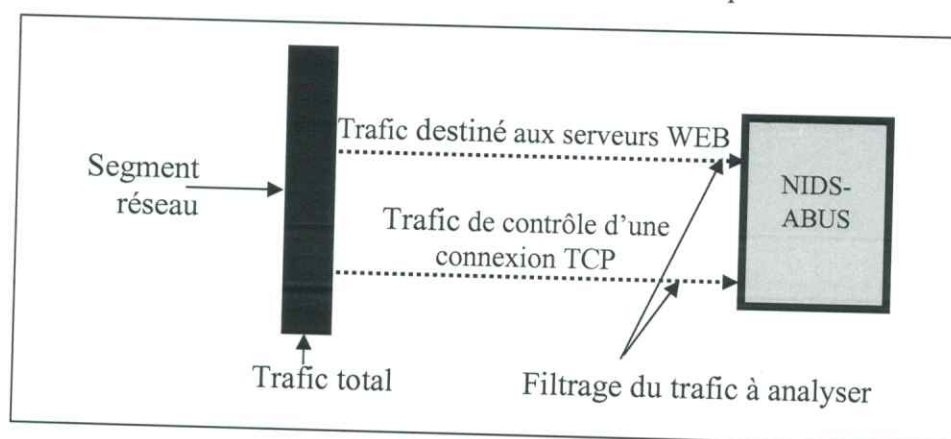 Trafic destiné aux serveurs WEB
Segment
réseau
NIDS-
ABUS
Trafic de contrôle d'une
connexion TCP
Trafic total
Filtrage du trafic à analyser